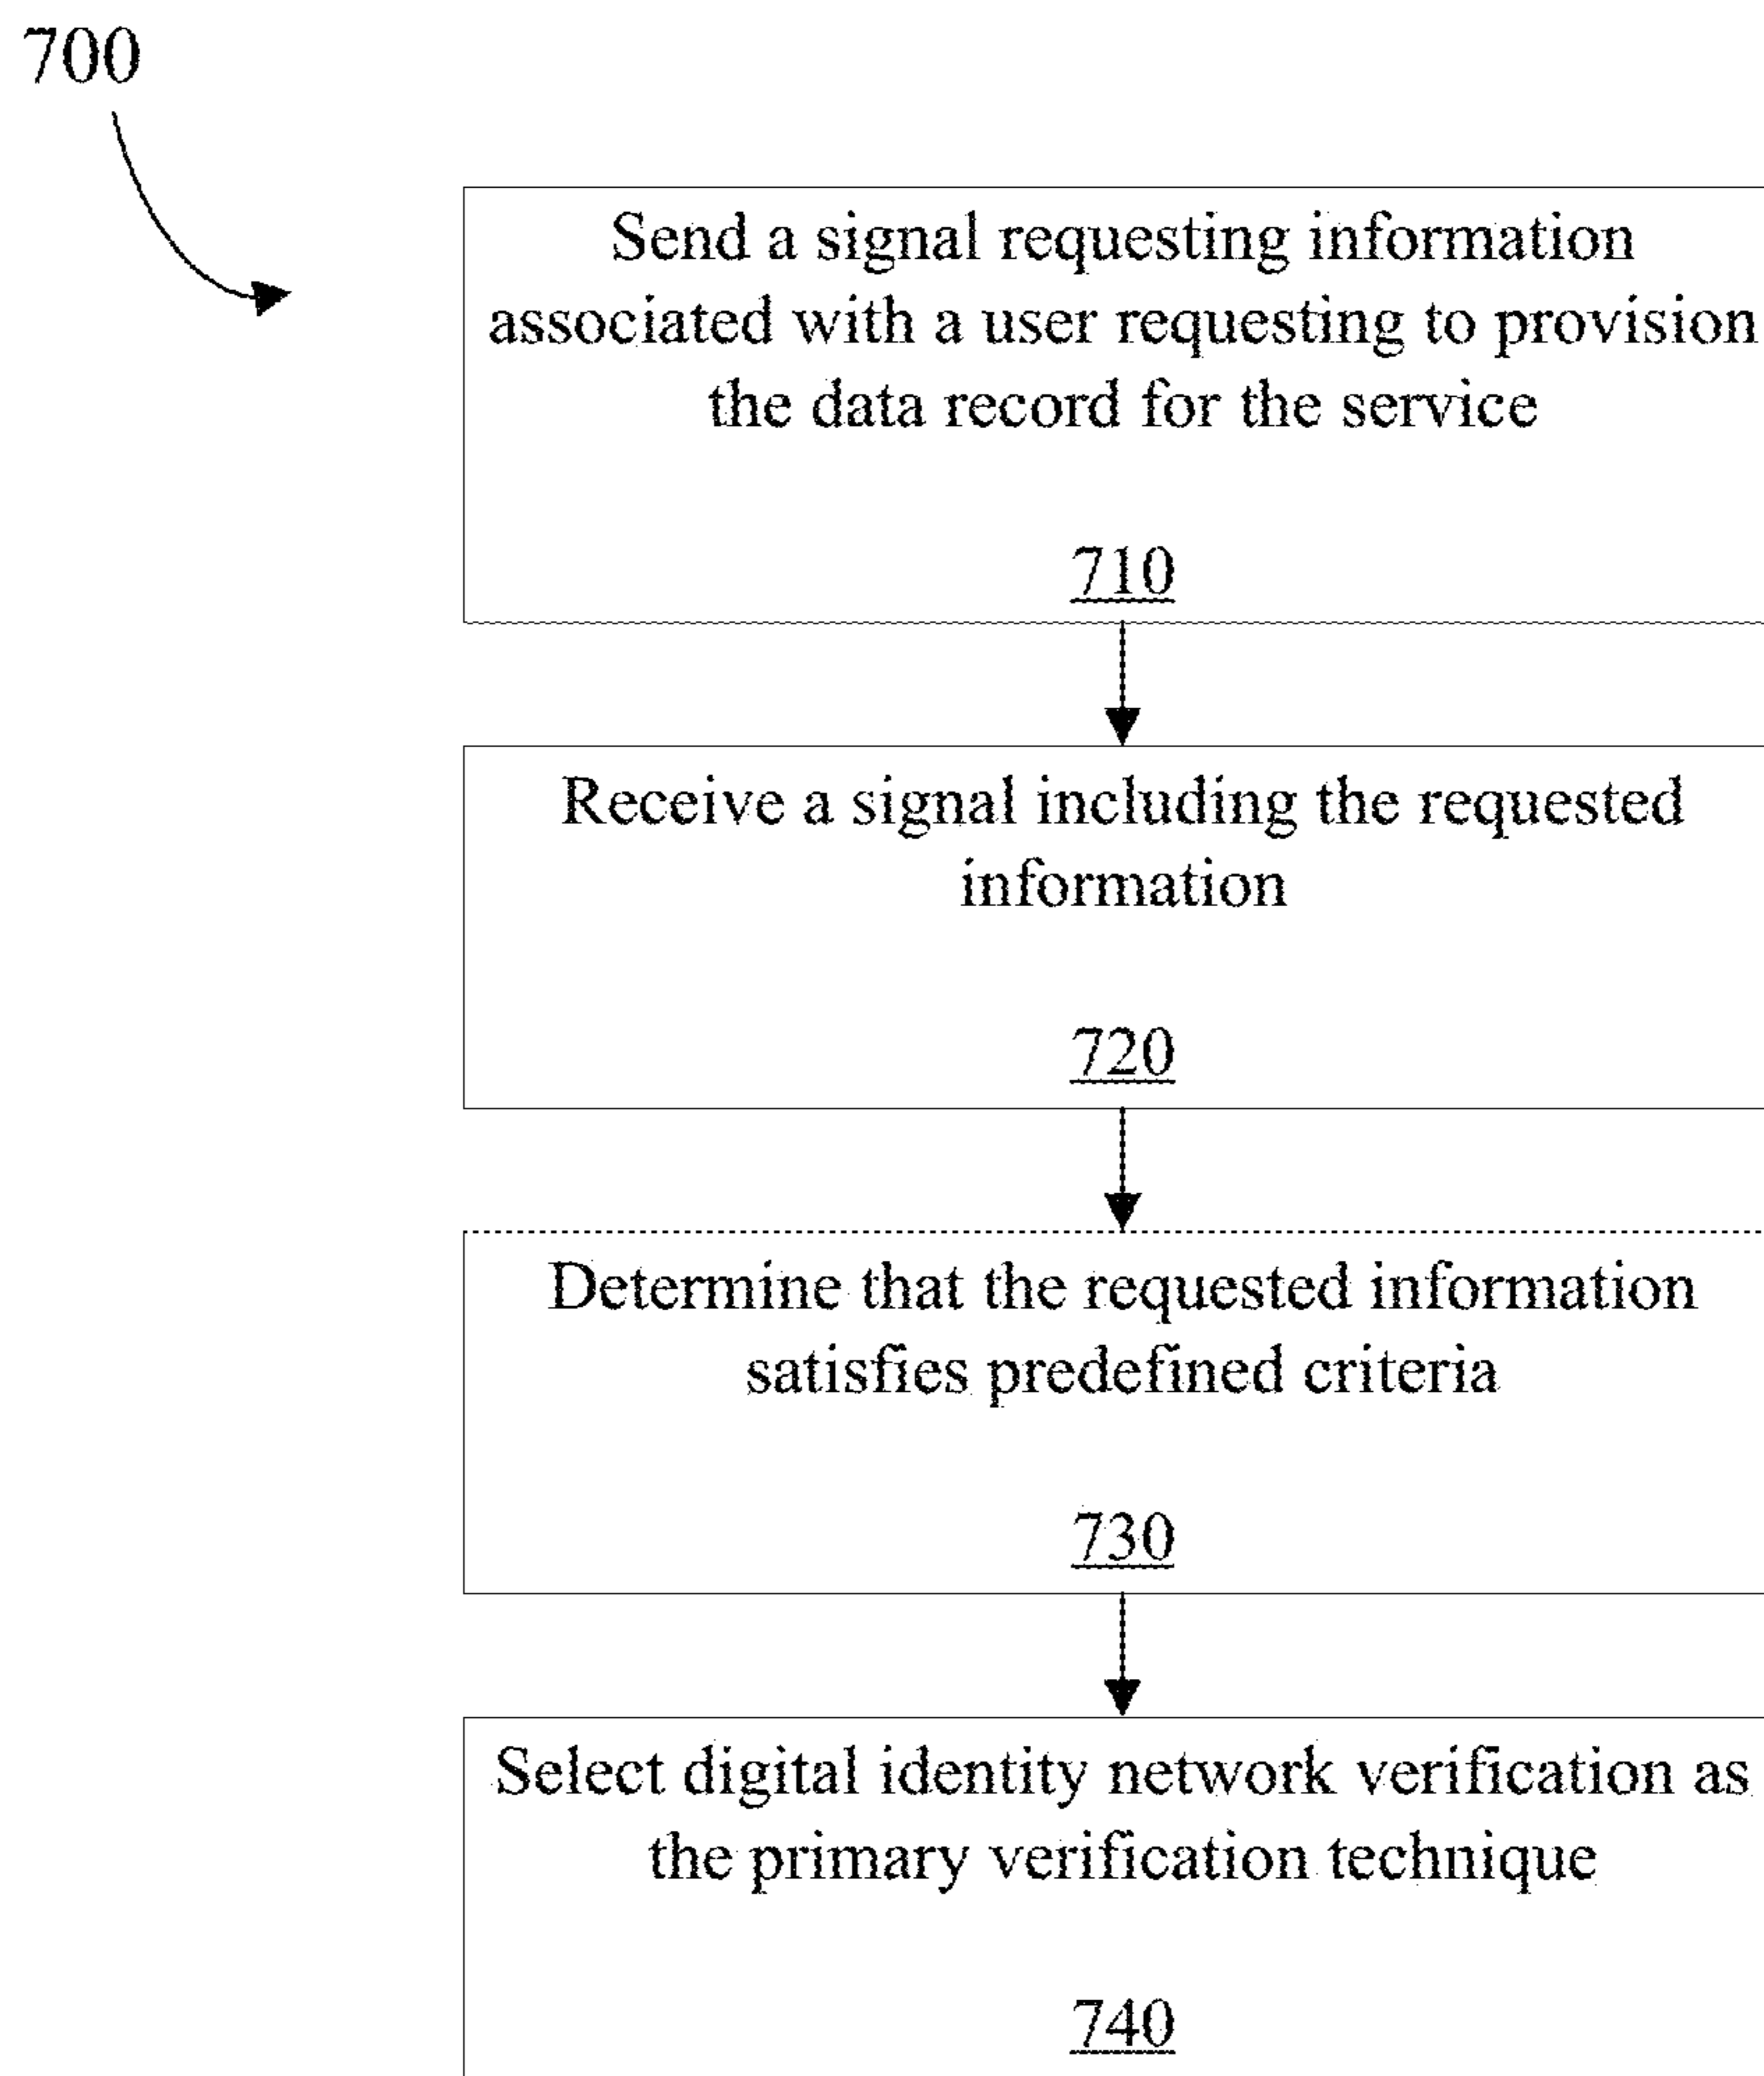 700
Send a signal requesting information
associated with a user requesting to provision
the data record for the service
710
Receive a signal including the requested
information
720
Determine that the requested information
satisfies predefined criteria
730
Select digital identity network verification as
the primary verification technique
740